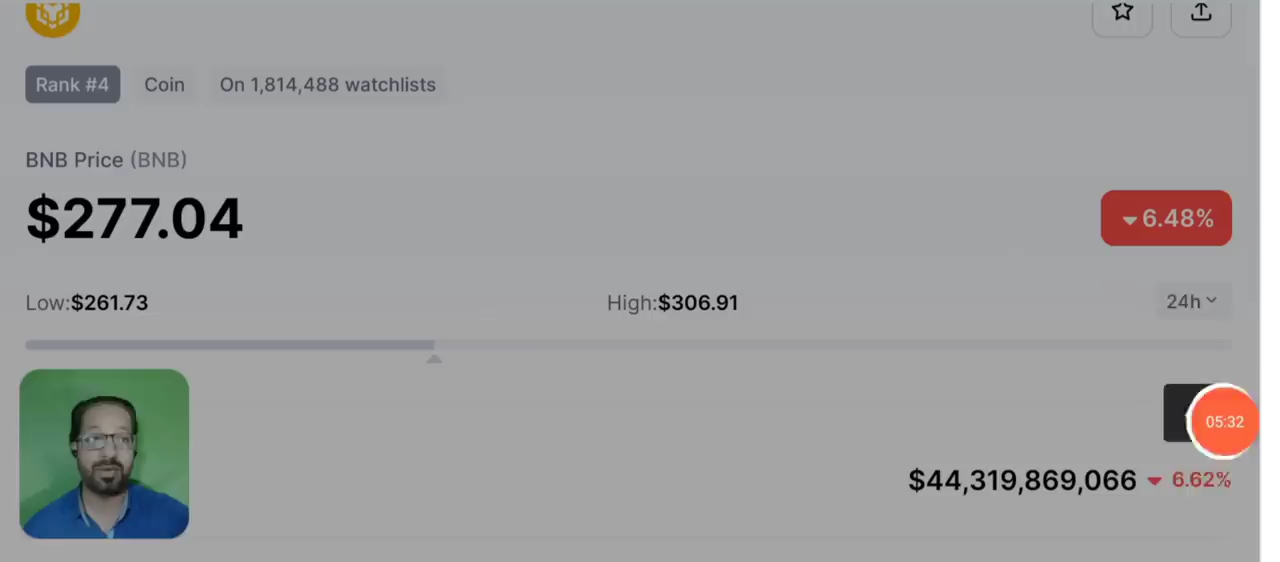 Rank #4 Coin On 1,814,488 watchlists
BNB Price (BNB)
$277.04 6.48%
Low:$261.73 High:$306.91 24h
05:32
$44,319,869,066 6.62%